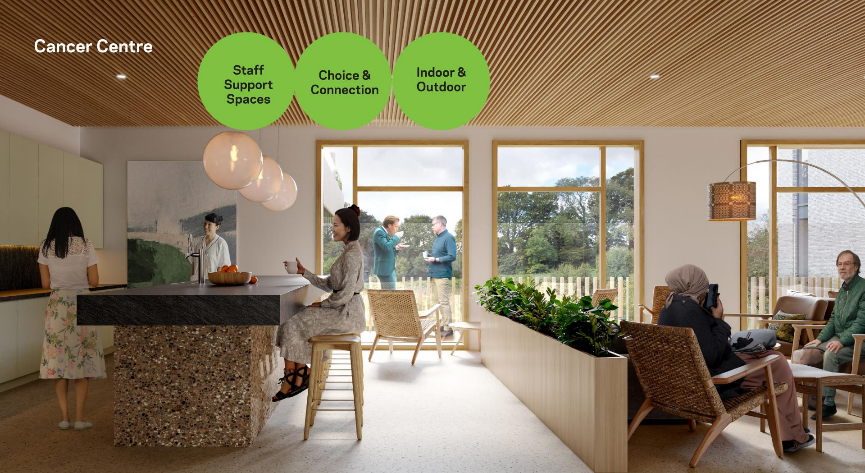 Cancer Centre
Staff
Support
Spaces
Choice &
Connection
Indoor &
Outdoor